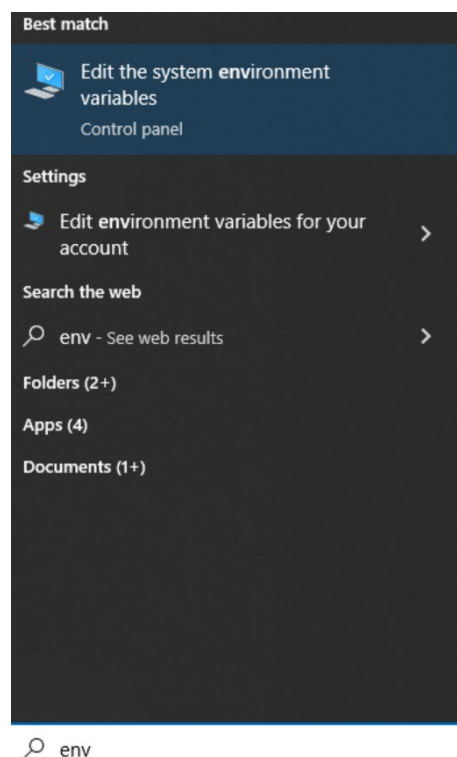 Best match
Edit the system environment
variables
Control panel
Settings
Edit environment variables for your
account
Search the web
env - See web results
Folders (2+)
Apps (4)
Documents (1+)
env